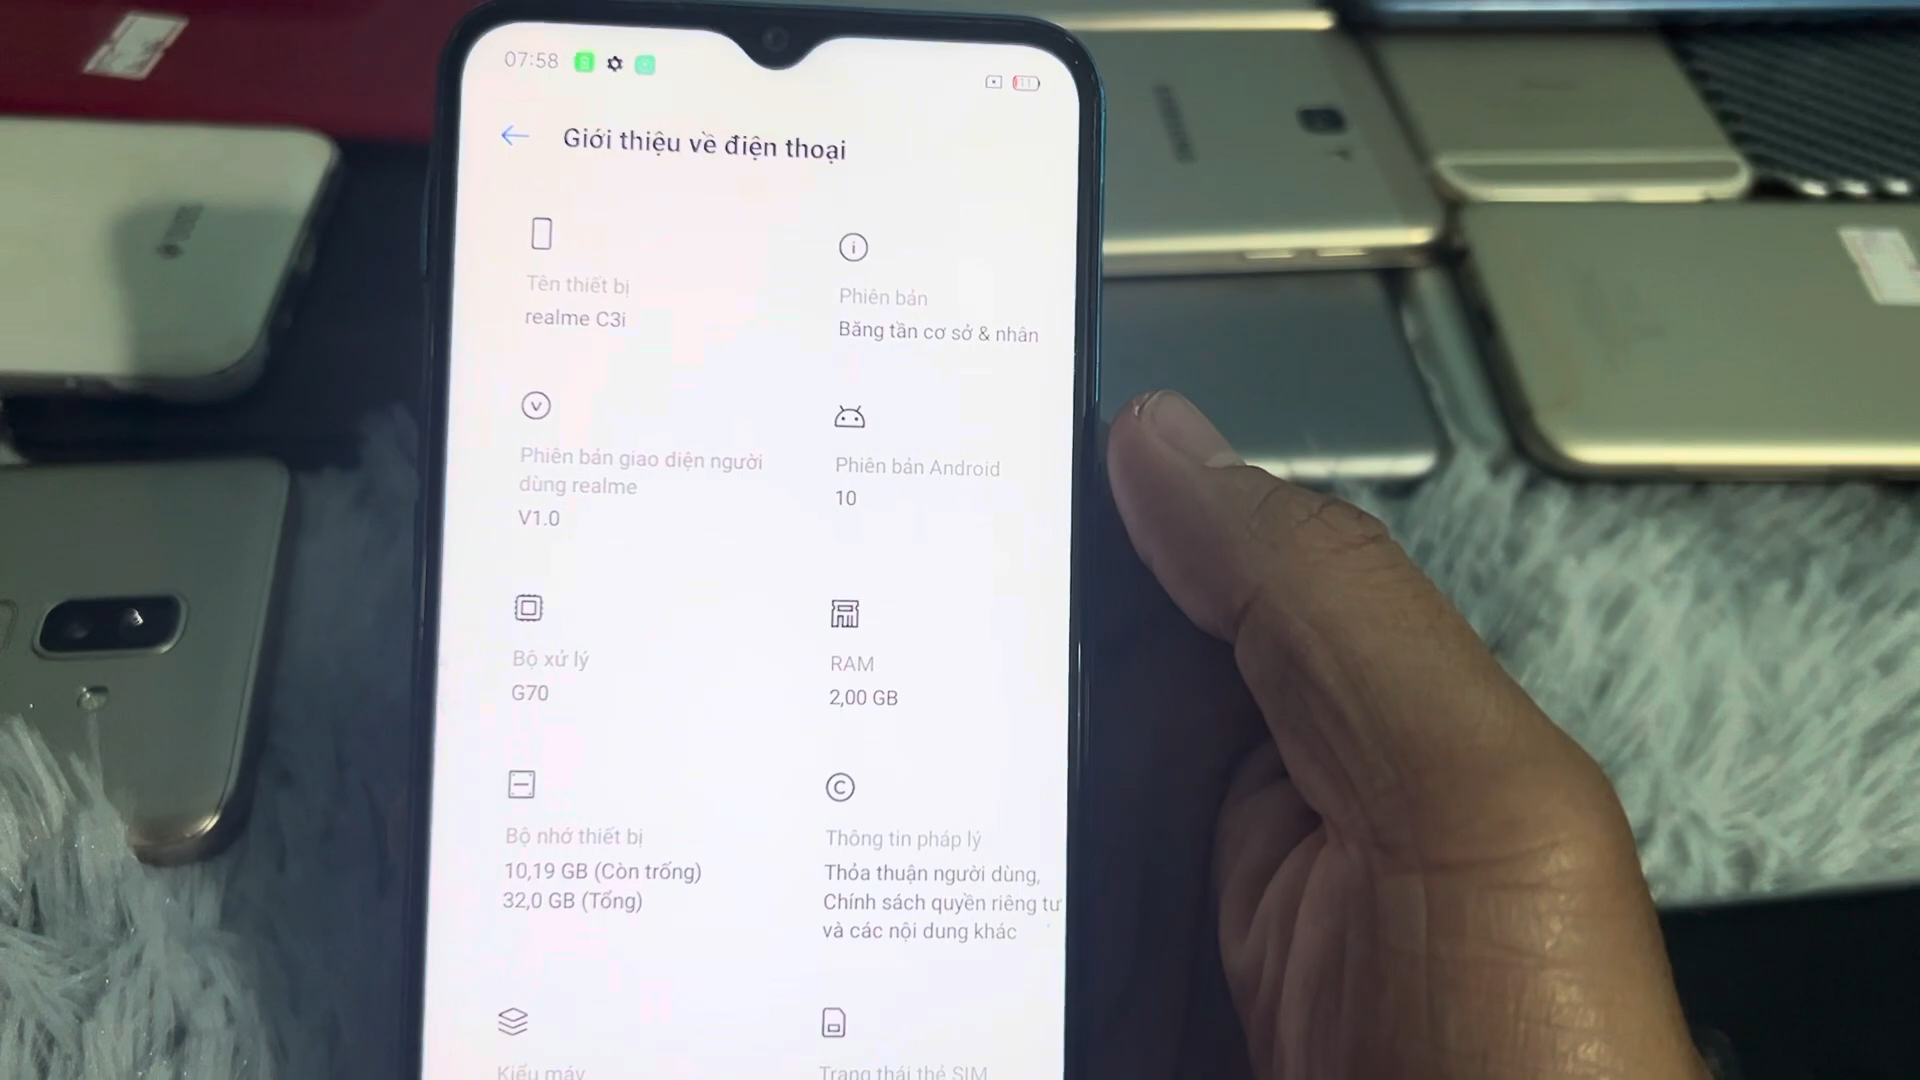 07:58
Giới thiệu về điện thoại
Tên thiết bị
realme C3i
Phiên bản
Băng tần cơ sở & nhân
Phiên bản giao diện người
dùng realme
V1.0
Phiên bản Android
10
Bộ xử lý
G70
RAM
2,00 GB
Bộ nhớ thiết bị
10,19 GB (Còn trống)
32,0 GB (Tổng)
Thông tin pháp lý
Thỏa thuận người dùng,
Chính sách quyền riêng tư
và các nội dung khác
Kiểu máy
Trạng thái thẻ SIM
SAMSUNG